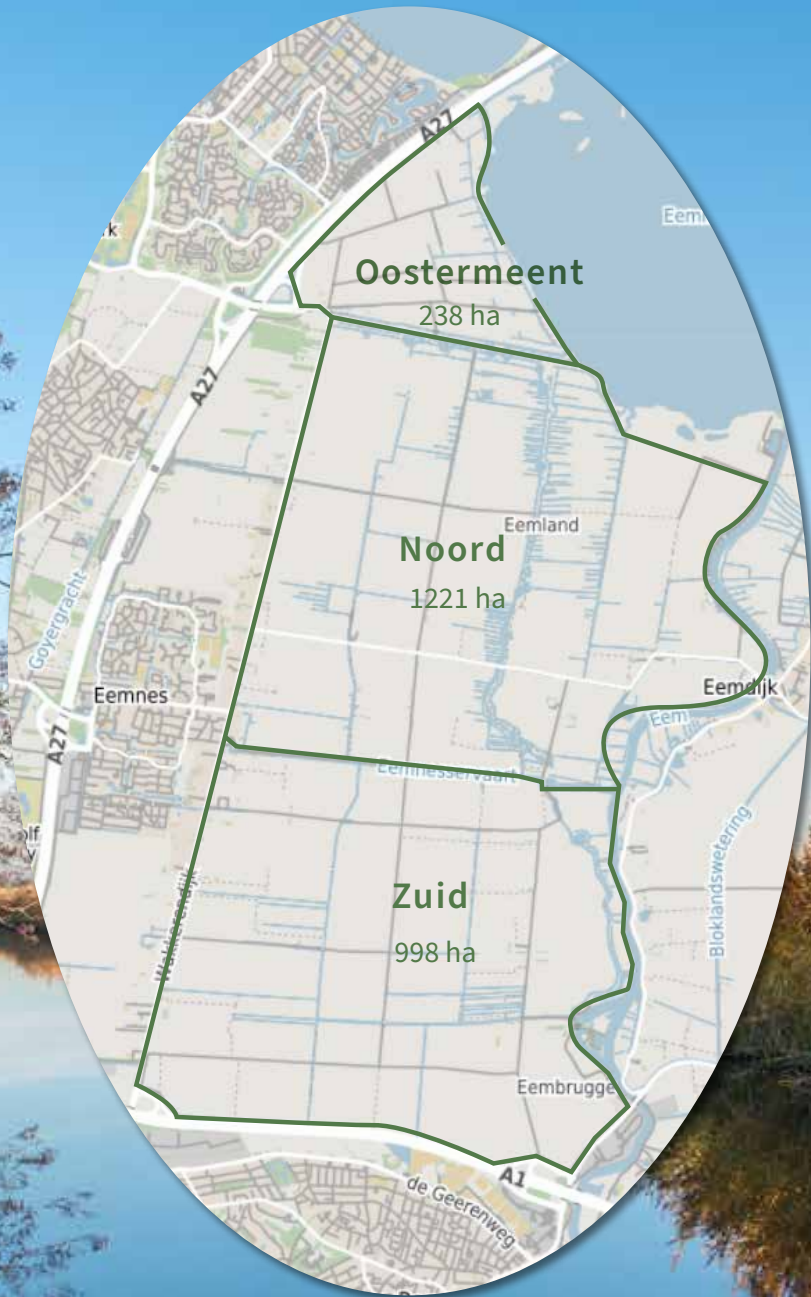 A27
Oostermeent
238 ha
A27
Eemland
Noord
1221 ha
Goyergracht
Eemnes
Eemdijk
Eem
A27
Eemnesservaart
Zuid
998 ha
Wakkerendijk
Bloklandswetering
Eembrugge
A1
de Geerenweg